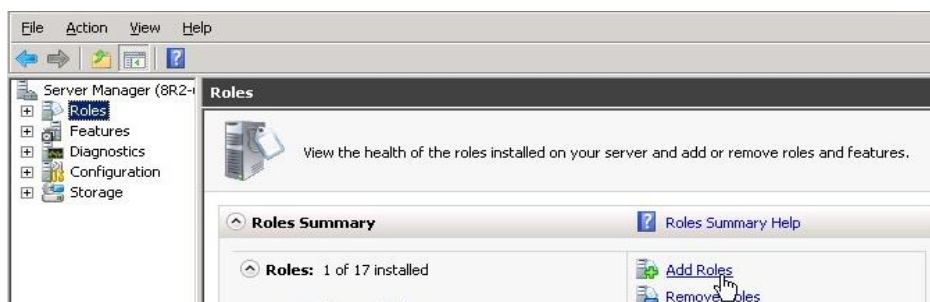 File Action View Help
Server Manager (8R2-
Roles
Features
Diagnostics
Configuration
Storage
Roles
View the health of the roles installed on your server and add or remove roles and features.
Roles Summary
Roles Summary Help
Roles: 1 of 17 installed
Add Roles
Remove Roles